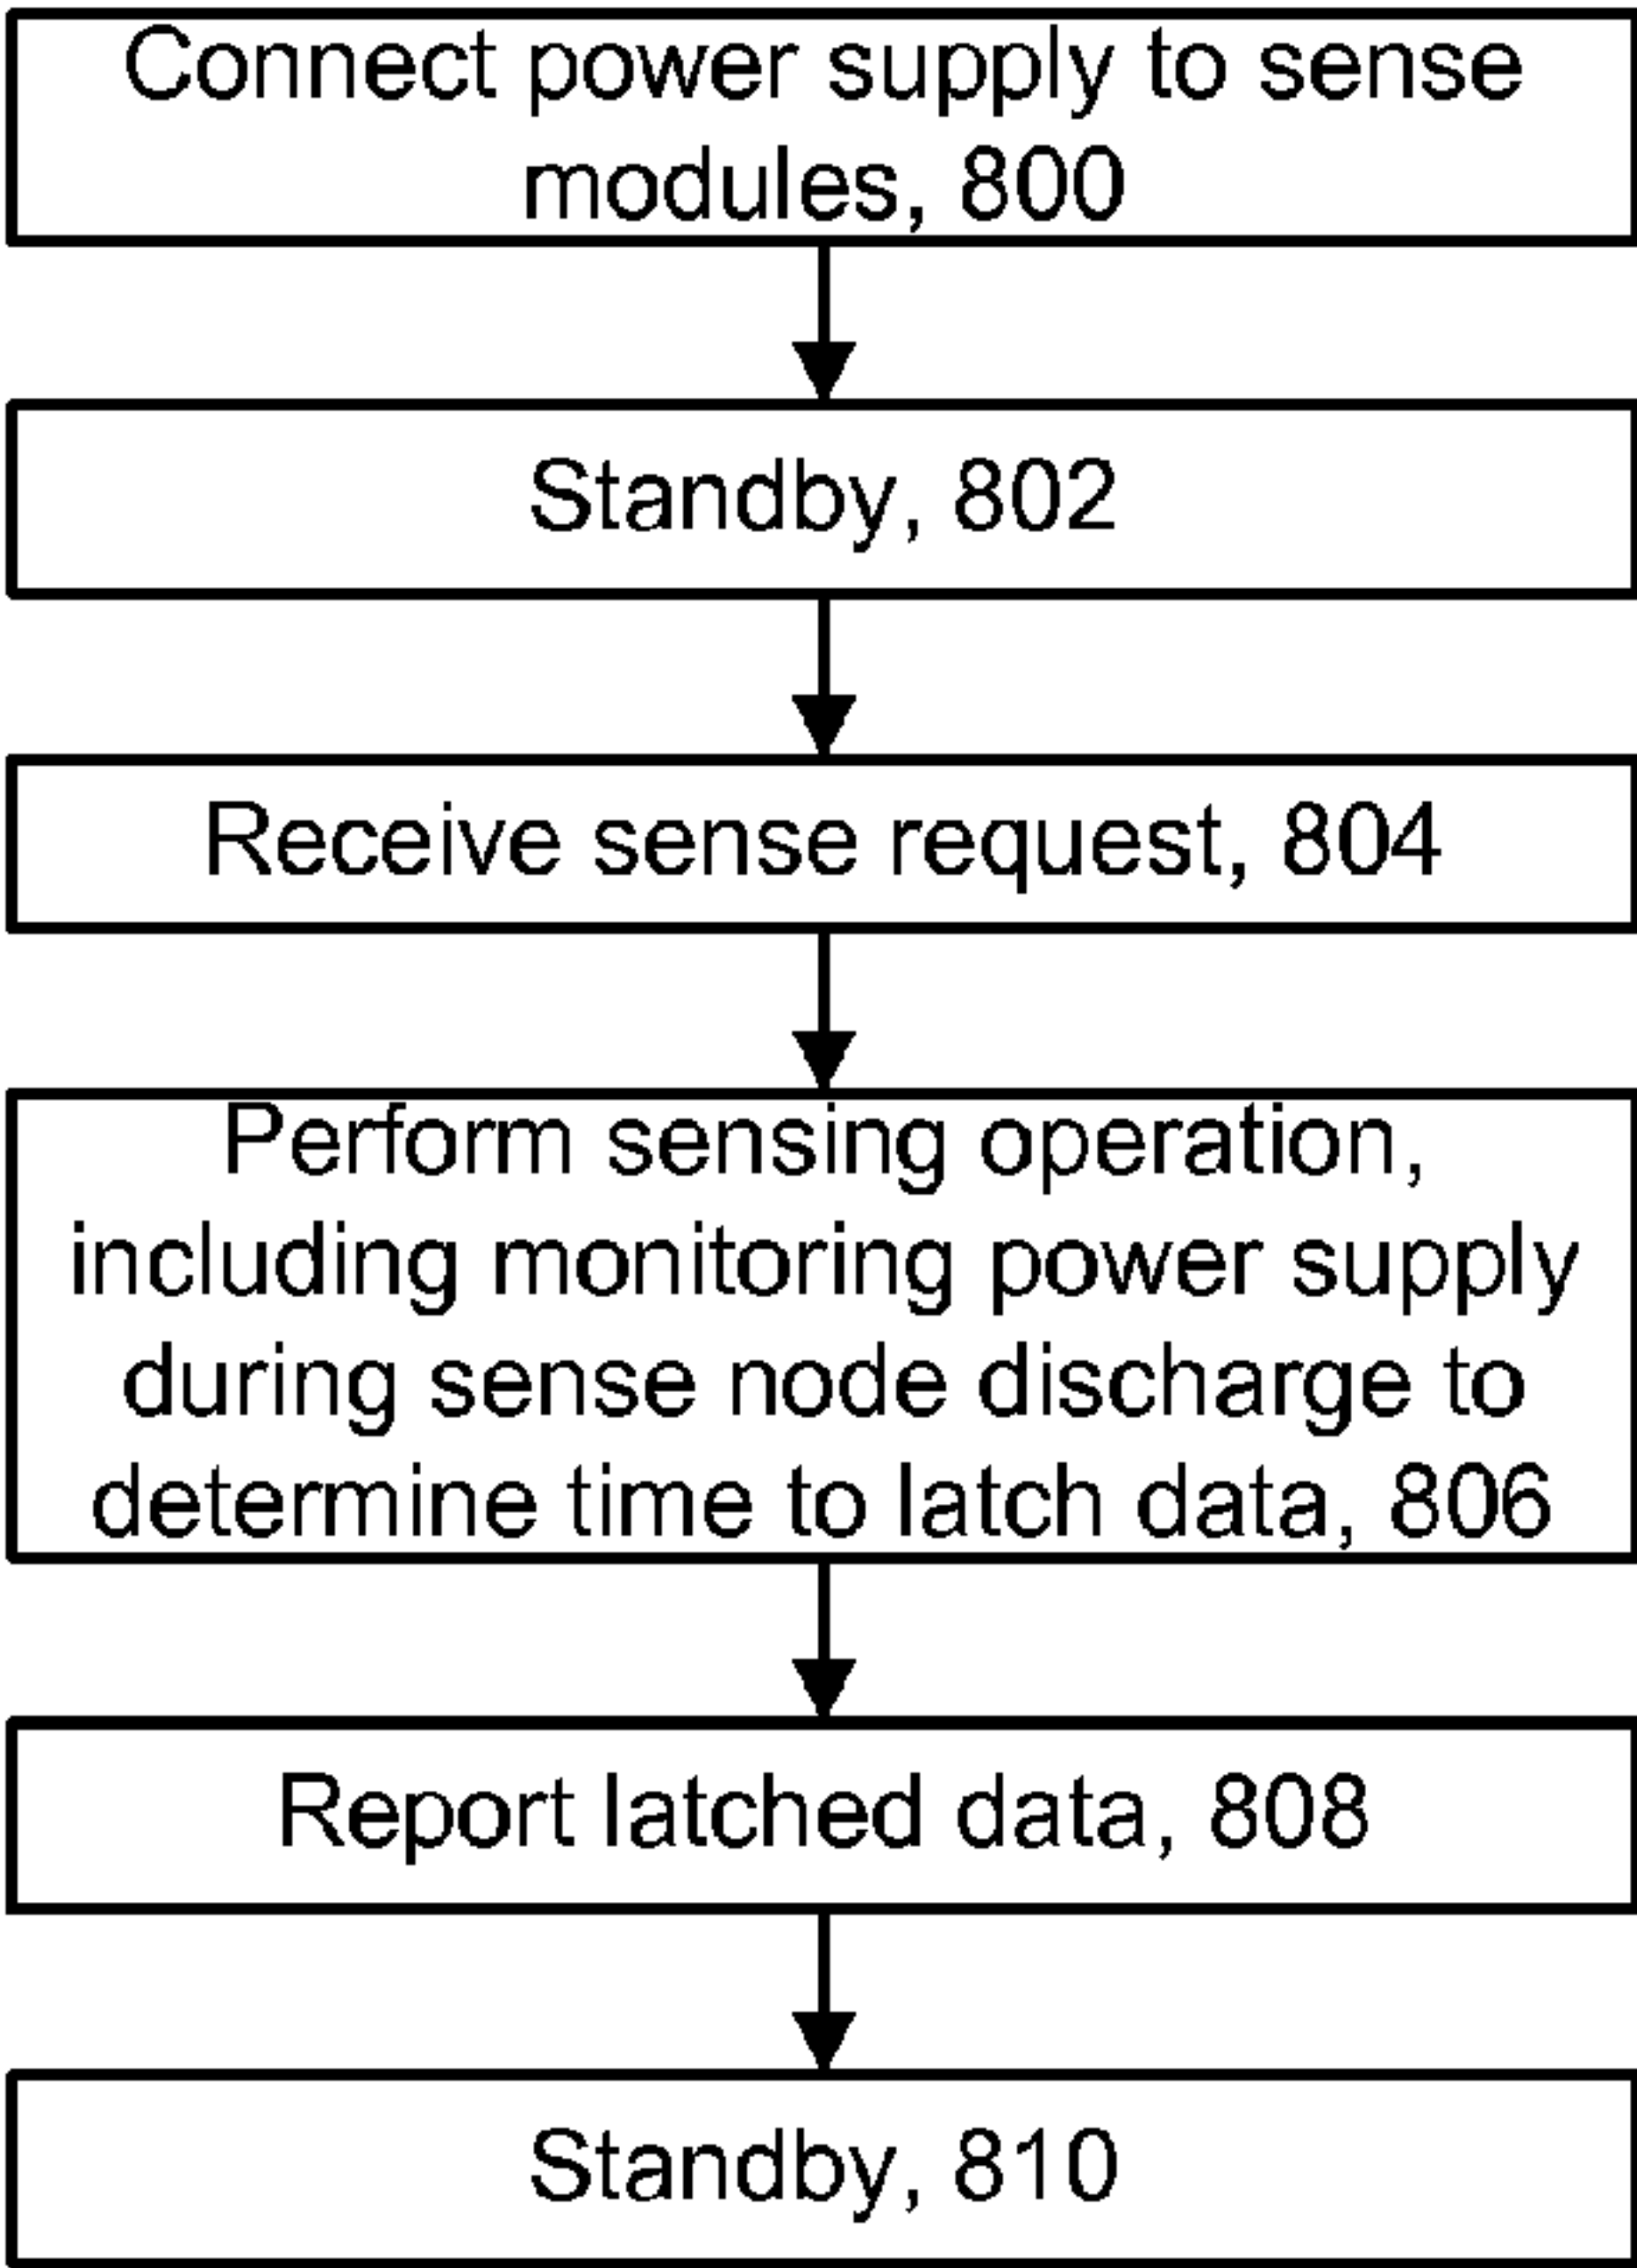 Connect power supply to sense
modules, 800
Standby, 802
Receive sense request, 804
Perform sensing operation,
including monitoring power supply
during sense node discharge to
determine time to latch data, 806
Report latched data, 808
Standby, 810